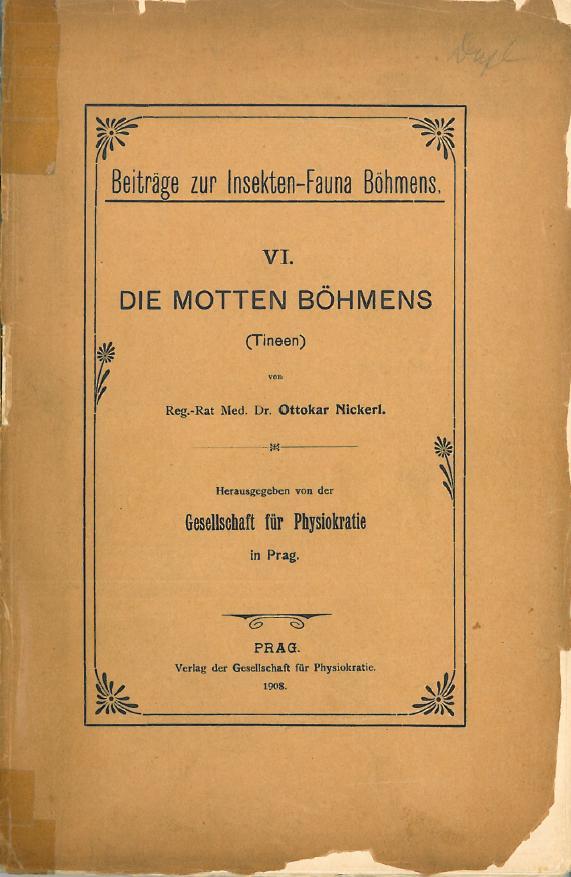 Beiträge zur Insekten-Fauna Böhmens.
VI.
DIE MOTTEN BÖHMENS
(Tineen)
von
Reg.-Rat Med. Dr. Ottokar Nickerl.
Herausgegeben von der
Gesellschaft für Physiokratie
in Prag.
PRAG.
Verlag der Gesellschaft für Physiokratie.
1908.